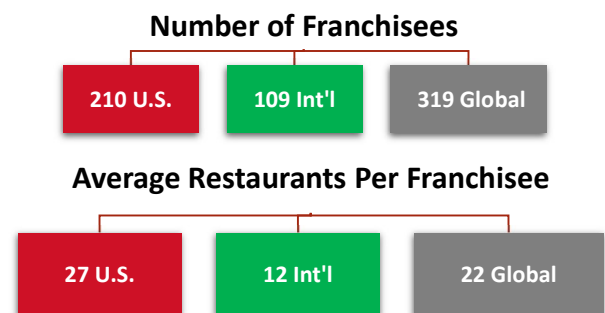 Number of Franchisees
210 U.S.
109 Int'l
319 Global
Average Restaurants Per Franchisee
27 U.S.
12 Int'l
22 Global